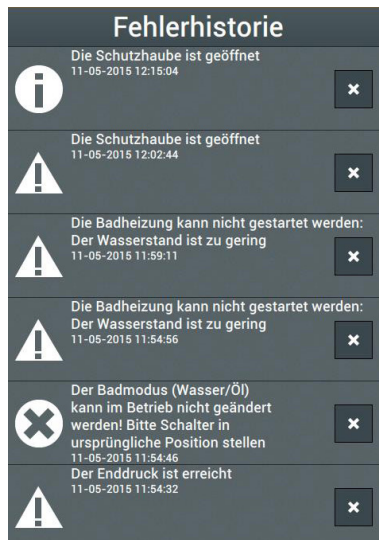 Fehlerhistorie
Die Schutzhaube ist geöffnet
11-05-2015 12:15:04
Die Schutzhaube ist geöffnet
11-05-2015 12:02:44
Die Badheizung kann nicht gestartet werden:
Der Wasserstand ist zu gering
11-05-2015 11:59:11
Die Badheizung kann nicht gestartet werden:
Der Wasserstand ist zu gering
11-05-2015 11:54:56
Der Badmodus (Wasser/Öl)
kann im Betrieb nicht geändert
werden! Bitte Schalter in
ursprüngliche Position stellen
11-05-2015 11:54:46
Der Enddruck ist erreicht
11-05-2015 11:54:32